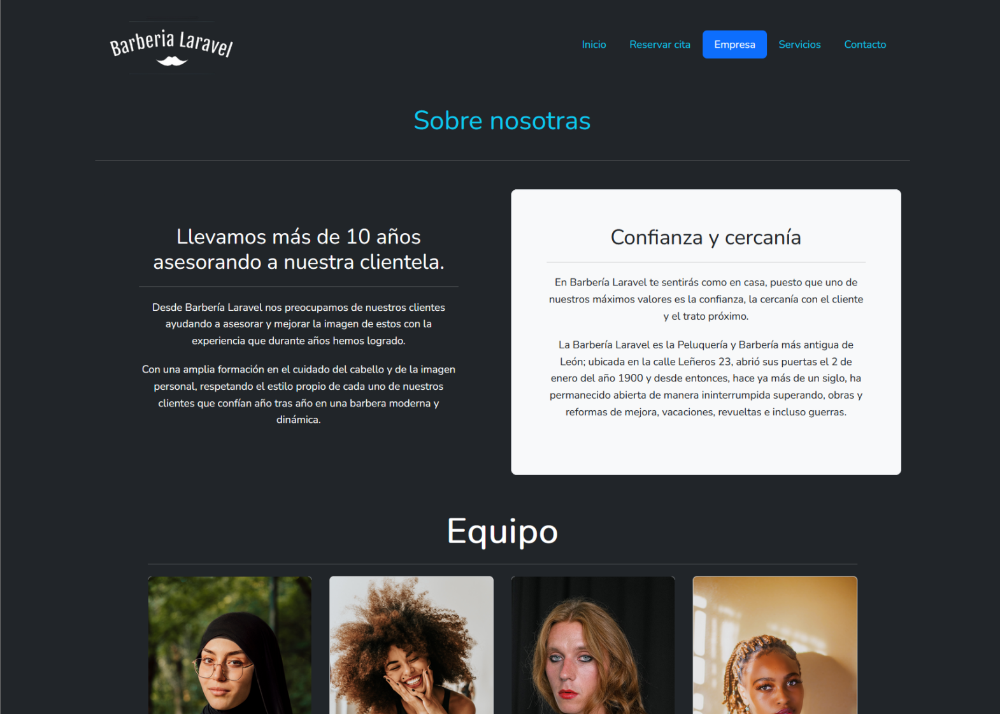 Barberia Laravel
Inicio Reservar cita Empresa Servicios Contacto
Sobre nosotras
Llevamos más de 10 años
asesorando a nuestra clientela.
Desde Barbería Laravel nos preocupamos de nuestros clientes
ayudando a asesorar y mejorar la imagen de estos con la
experiencia que durante años hemos logrado.
Con una amplia formación en el cuidado del cabello y de la imagen
personal, respetando el estilo propio de cada uno de nuestros
clientes que confían año tras año en una barbera moderna y
dinámica.
Confianza y cercanía
En Barbería Laravel te sentirás como en casa, puesto que uno de
nuestros máximos valores es la confianza, la cercanía con el cliente
y el trato próximo.
La Barbería Laravel es la Peluquería y Barbería más antigua de
León; ubicada en la calle Leñeros 23, abrió sus puertas el 2 de
enero del año 1900 y desde entonces, hace ya más de un siglo, ha
permanecido abierta de manera ininterrumpida superando, obras y
reformas de mejora, vacaciones, revueltas e incluso guerras.
Equipo